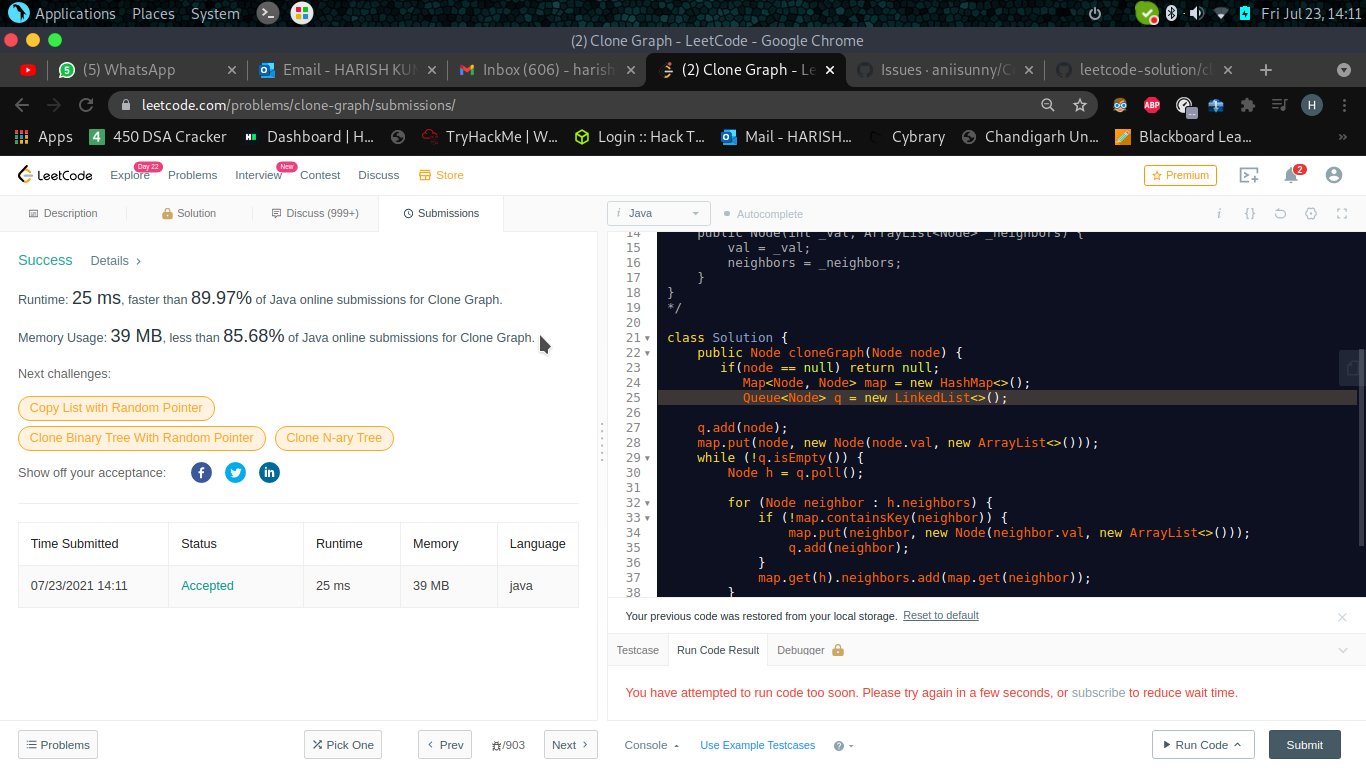 Applications Places System Fri Jul 23, 14:11
(2) Clone Graph - LeetCode - Google Chrome
(5) WhatsApp Email - HARISH KUN Inbox (606) - harish (2) Clone Graph - Le Issues · aniisunny/C leetcode-solution/cl
leetcode.com/problems/clone-graph/submissions/ ABP H
Apps 4 450 DSA Cracker Dashboard | H... TryHackMe | W... Login :: Hack T... Mail - HARISH... Cybrary Chandigarh Un... Blackboard Lea... »
LeetCode Explore Day 22 Problems Interview New Contest Discuss Store Premium 2
Description Solution Discuss (999+) Submissions i Java Autocomplete i {}
Success Details >
Runtime: 25 ms, faster than 89.97% of Java online submissions for Clone Graph.
Memory Usage: 39 MB, less than 85.68% of Java online submissions for Clone Graph.
Next challenges:
Copy List with Random Pointer
Clone Binary Tree With Random Pointer Clone N-ary Tree
Show off your acceptance: f in
Time Submitted Status Runtime Memory Language
07/23/2021 14:11 Accepted 25 ms 39 MB java
14 public Node(int _val, ArrayList<Node> _neighbors) {
15 val = _val;
16 neighbors = _neighbors;
17 }
18 }
19 */
20
21 class Solution {
22 public Node cloneGraph(Node node) {
23 if(node == null) return null;
24 Map<Node, Node> map = new HashMap<>();
25 Queue<Node> q = new LinkedList<>();
26
27 q.add(node);
28 map.put(node, new Node(node.val, new ArrayList<>()));
29 while (!q.isEmpty()) {
30 Node h = q.poll();
31
32 for (Node neighbor : h.neighbors) {
33 if (!map.containsKey(neighbor)) {
34 map.put(neighbor, new Node(neighbor.val, new ArrayList<>()));
35 q.add(neighbor);
36 }
37 map.get(h).neighbors.add(map.get(neighbor));
38 }
Your previous code was restored from your local storage. Reset to default
Testcase Run Code Result Debugger
You have attempted to run code too soon. Please try again in a few seconds, or subscribe to reduce wait time.
Problems Pick One < Prev /903 Next > Console Use Example Testcases ? Run Code Submit